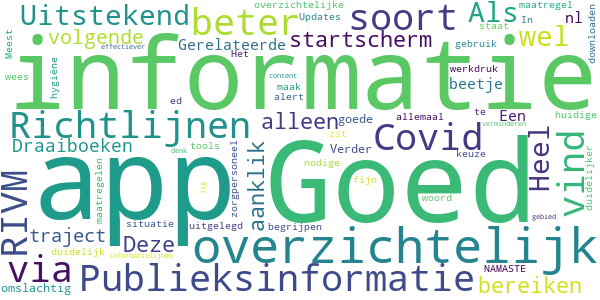 Meest effectiever Uitstekend beter overzichtelijke Updates soort Als maatregel In nl
volgende Gerelateerde startscherm staat gebruik wel downloaden
informatie
wees hygiëne Het content maak alert werkdruk beetje
Richtlijnen ed alleen goede allemaal te Een huidige
Draaiboeken tools zit Covid verminderen vind
RIVM app denk aanklik zorgpersoneel Goed nodige Verder keuze Heel duidelijker
maatregelen fijn woord
traject situatie uitgelegd begrijpen
Deze duidelijk informatielijnen overzichtelijk gebied
via omslachtig Publieksinformatie NAMASTE bereiken